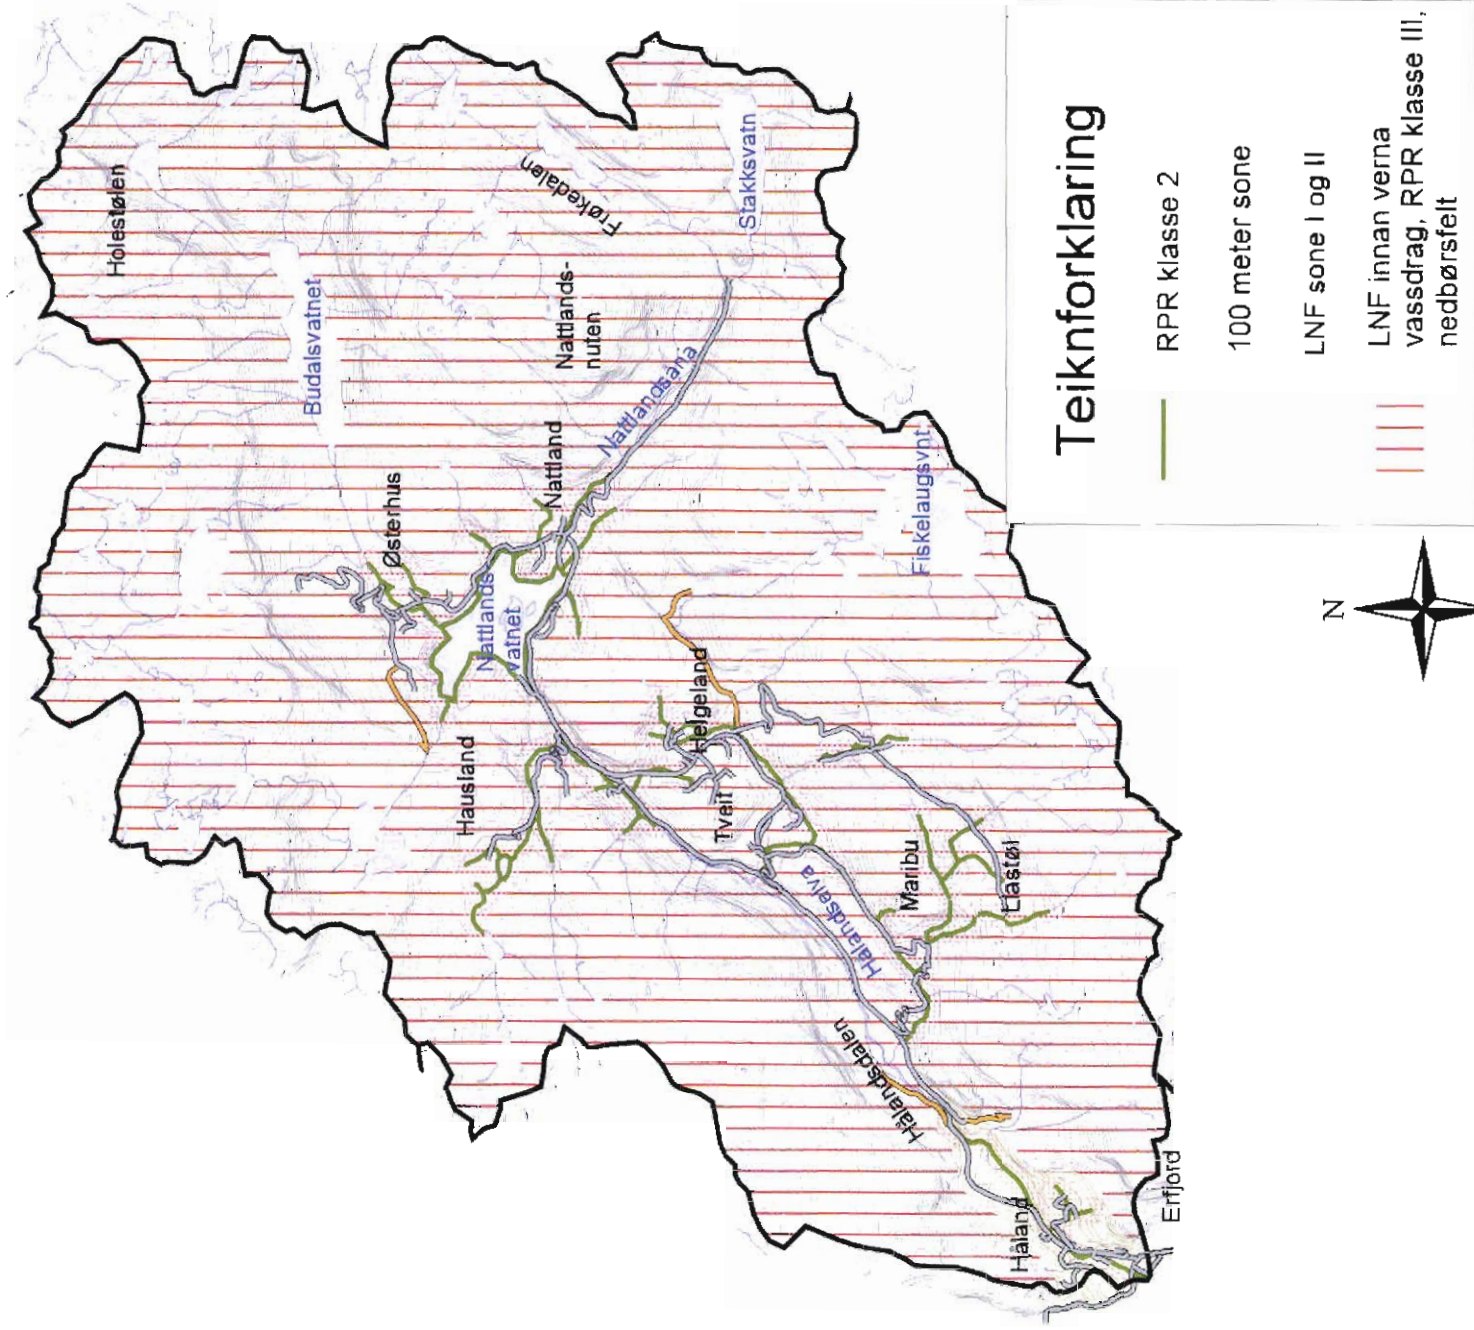 Holestølen
Budalsvatnet
Frøkedalen
Stakksvatn
Nattlands-
nuten
Nattlandsåna
Nattland
Østerhus
Nattlands
vatnet
Fiskelaugsvnt
Helgeland
Hausland
Tveit
Maribu
Liastøl
Hålandselva
Hålandsdalen
Håland
Erfjord
Teiknforklaring
RPR klasse 2
100 meter sone
LNF sone I og II
LNF innan verna
vassdrag, RPR klasse III,
nedbørsfelt
N